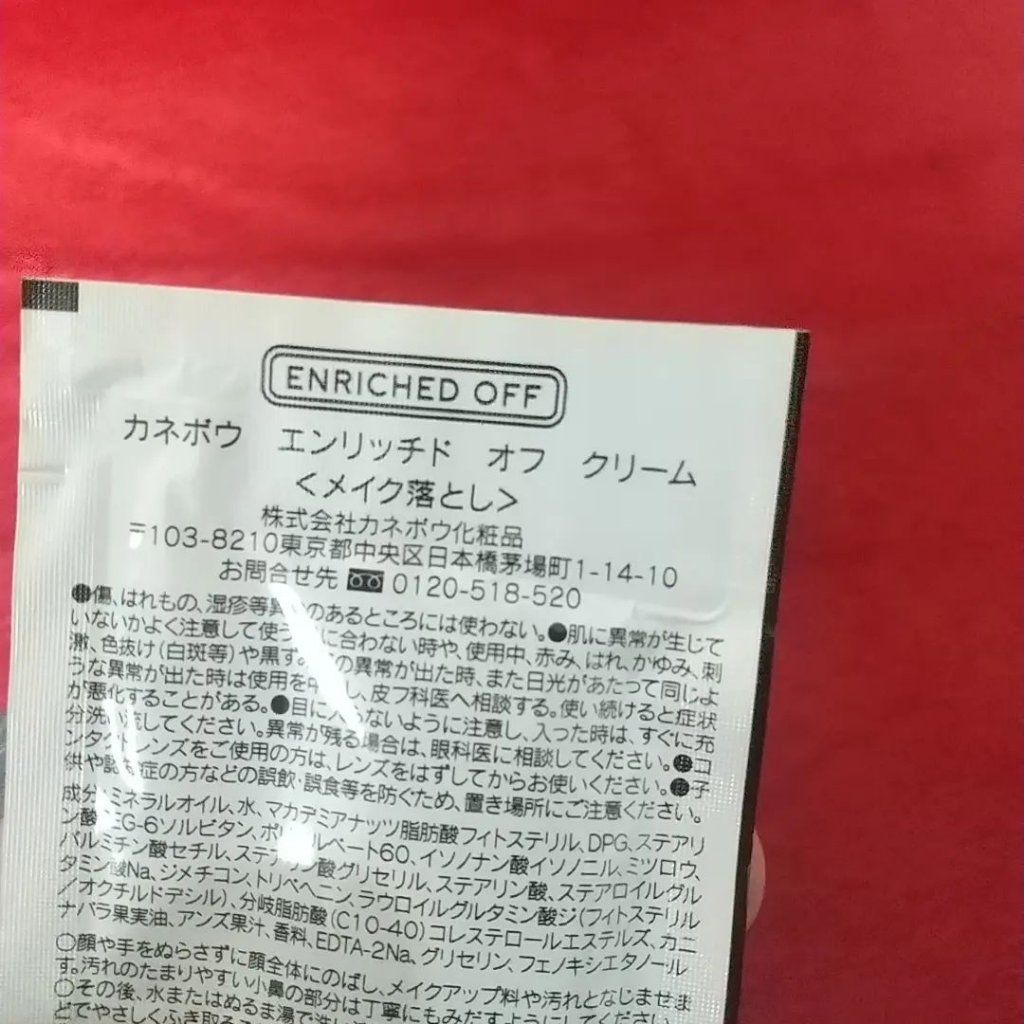 ENRICHED OFF
カネボウ エンリッチド オフ クリーム
<メイク落とし>
株式会社カネボウ化粧品
〒103-8210東京都中央区日本橋茅場町1-14-10
お問合せ先 0120-518-520
●傷、はれもの、湿疹等異 のあるところには使わない。●肌に異常が生じて
いないかよく注意して使う に合わない時や、使用中、赤み、はれ、かゆみ、刺
激、色抜け(白斑等)や黒ず の異常が出た時、また日光があたって同じよ
うな異常が出た時は使用を中 し、皮フ科医へ相談する。使い続けると症状
が悪化することがある。●目に入らないように注意し、入った時は、すぐに充
分洗い流してください。異常が残る場合は、眼科医に相談してください。●コ
ンタクトレンズをご使用の方は、レンズをはずしてからお使いください。●子
供や認知症の方などの誤飲・誤食等を防ぐため、置き場所にご注意ください。
成分:ミネラルオイル、水、マカデミアナッツ脂肪酸フィトステリル、DPG、ステアリ
ン酸PEG-6ソルビタン、ポリソルベート60、イソノナン酸イソノニル、ミツロウ、
パルミチン酸セチル、ステアリン酸グリセリル、ステアリン酸、ステアロイルグル
タミン酸Na、ジメチコン、トリベヘニン、ラウロイルグルタミン酸ジ(フィトステリル
/オクチルドデシル)、分岐脂肪酸(C10-40)コレステロールエステルズ、カニ
ナバラ果実油、アンズ果汁、香料、EDTA-2Na、グリセリン、フェノキシエタノール
○顔や手をぬらさずに顔全体にのばし、メイクアップ料や汚れとなじませま
す。汚れのたまりやすい小鼻の部分は丁寧にもみだすようにしてください。
○その後、水またはぬるま湯で洗い
どでやさしくふき取る